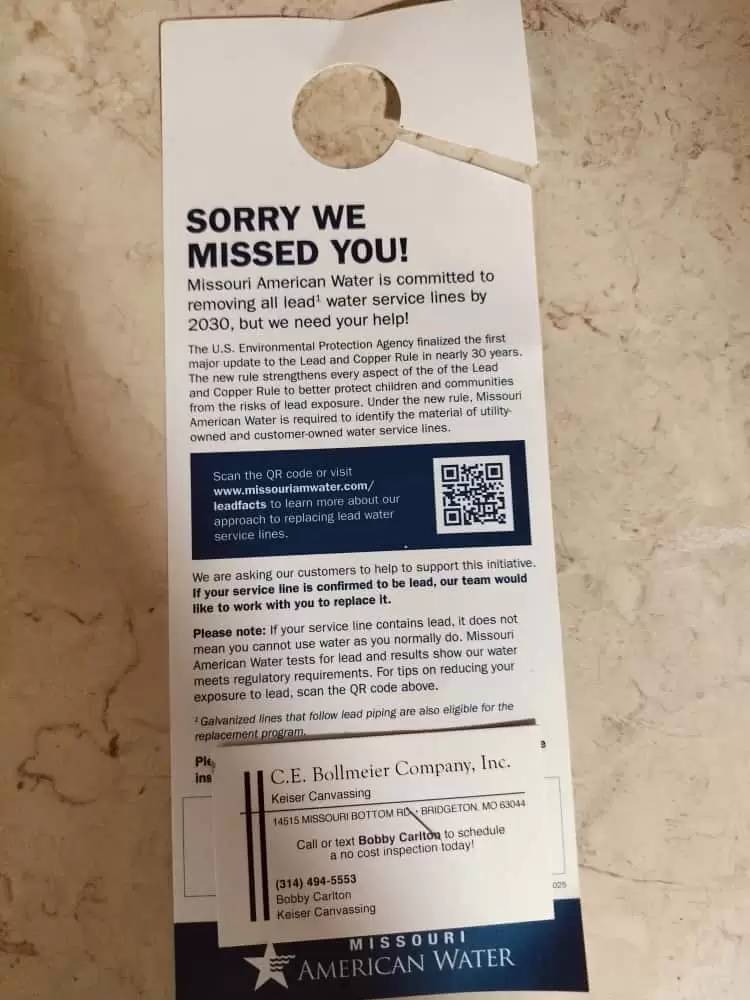 SORRY WE
MISSED YOU!
Missouri American Water is committed to
removing all lead¹ water service lines by
2030, but we need your help!
The U.S. Environmental Protection Agency finalized the first
major update to the Lead and Copper Rule in nearly 30 years.
The new rule strengthens every aspect of the of the Lead
and Copper Rule to better protect children and communities
from the risks of lead exposure. Under the new rule, Missouri
American Water is required to identify the material of utility-
owned and customer-owned water service lines.
Scan the QR code or visit
www.missouriamwater.com/
leadfacts to learn more about our
approach to replacing lead water
service lines.
We are asking our customers to help to support this initiative.
If your service line is confirmed to be lead, our team would
like to work with you to replace it.
Please note: If your service line contains lead, it does not
mean you cannot use water as you normally do. Missouri
American Water tests for lead and results show our water
meets regulatory requirements. For tips on reducing your
exposure to lead, scan the QR code above.
¹ Galvanized lines that follow lead piping are also eligible for the
replacement program.
C.E. Bollmeier Company, Inc.
Keiser Canvassing
14515 MISSOURI BOTTOM RD • BRIDGETON, MO 63044
Call or text Bobby Carlton to schedule
a no cost inspection today!
(314) 494-5553
Bobby Carlton
Keiser Canvassing
025
MISSOURI
AMERICAN WATER